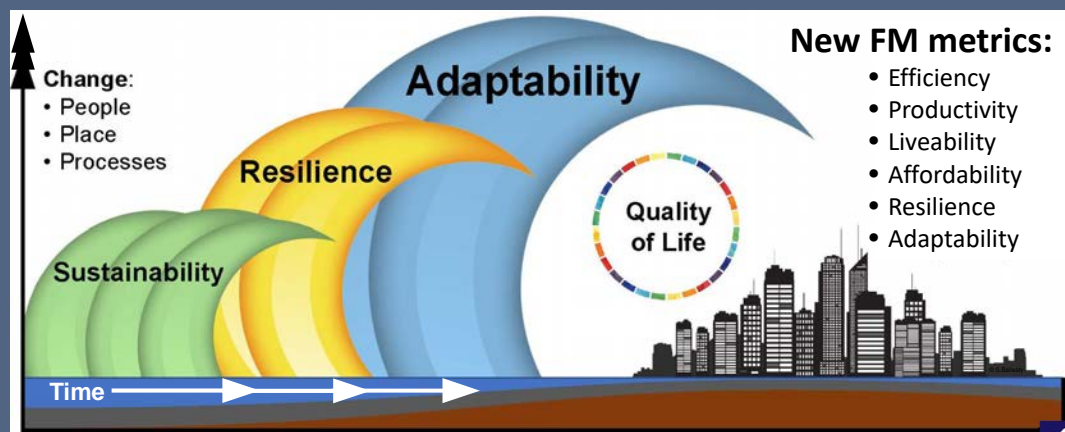 New FM metrics:
• Efficiency
• Productivity
• Liveability
• Affordability
• Resilience
• Adaptability
Change:
• People
• Place
• Processes
Adaptability
Resilience
Sustainability
Quality
of Life
Time